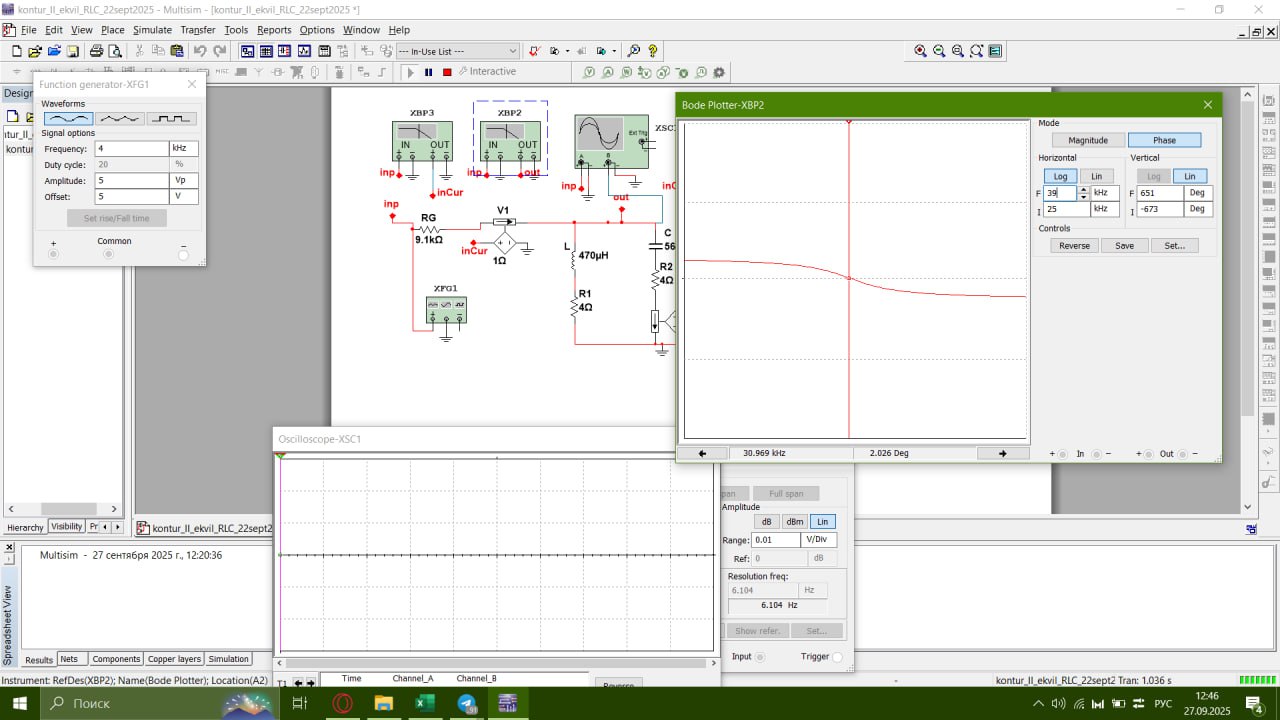 kontur_II_ekvil_RLC_22sept2025 - Multisim - [kontur_II_ekvil_RLC_22sept2025 *]
File Edit View Place MCU Simulate Transfer Tools Reports Options Window Help
--- In-Use List ---
Interactive
Design
itur_II_ek
kontur
Function generator-XFG1
Waveforms
Signal options
Frequency: 4 kHz
Duty cycle: 20 %
Amplitude: 5 Vp
Offset: 5 V
Set rise/Fall time
+ Common −
XBP3
IN OUT
XBP2
IN OUT
XSC
Ext Trig
A B
inp
inCur
inp
out
inp
inC
inp
RG
9.1kΩ
V1
inCur
1Ω
out
L
470µH
R1
4Ω
C
56
R2
4Ω
XFG1
Bode Plotter-XBP2
Mode
Magnitude Phase
Horizontal Vertical
Log Lin Log Lin
F 39 kHz F 651 Deg
I 25 kHz I -673 Deg
Controls
Reverse Save Set...
30.969 kHz 2.026 Deg
+ In − + Out −
Hierarchy Visibility Pr
kontur_II_ekvil_RLC_22sept2
Oscilloscope-XSC1
pan Full span
Amplitude
dB dBm Lin
Range: 0.01 V/Div
Ref: 0 dB
Resolution freq:
6.104 Hz
6.104 Hz
Show refer. Set...
Input Trigger
T1 Time Channel_A Channel_B
Reverse
Multisim - 27 сентября 2025 г., 12:20:36
Spreadsheet View
Results Nets Components Copper layers Simulation
Instrument: RefDes(XBP2); Name(Bode Plotter); Location(A2)
-
kontur_II_ekvil_RLC_22sept2 Tran: 1.036 s
Поиск
РУС
12:46
27.09.2025
4